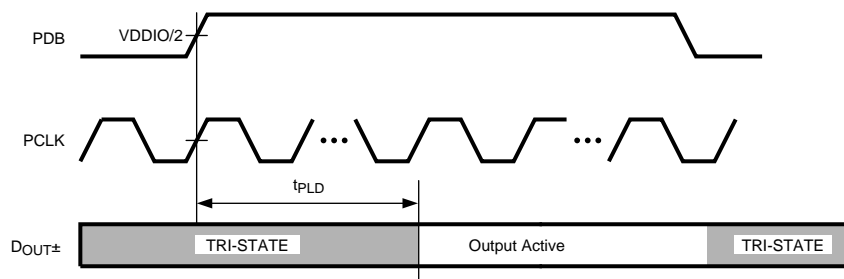 PDB
VDDIO/2
PCLK
•••
•••
tPLD
DOUT±
TRI-STATE
Output Active
TRI-STATE